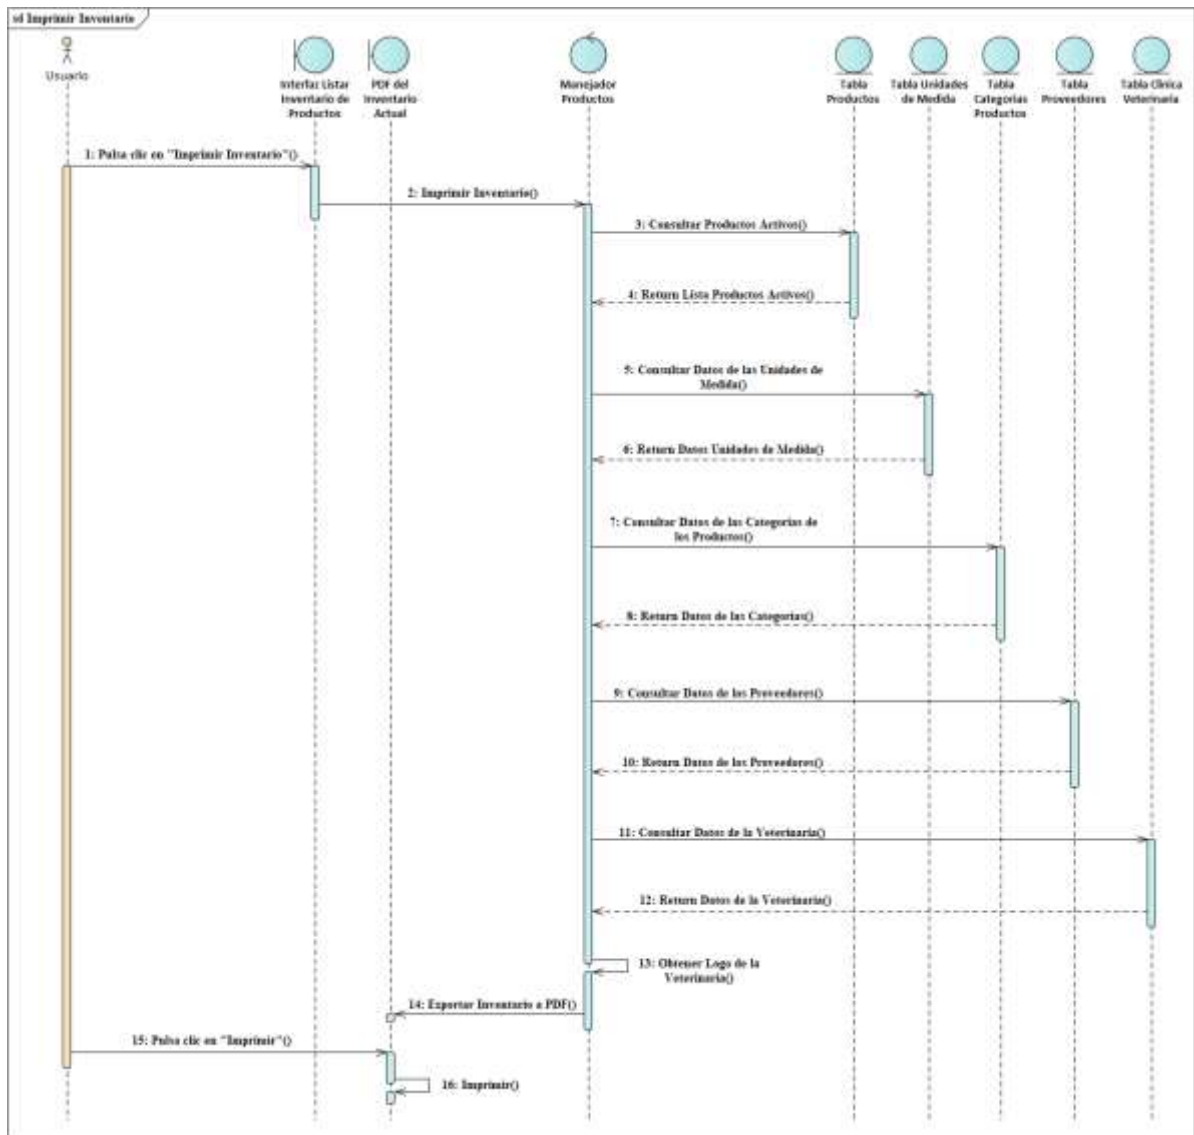 sd Imprimir Inventario
Usuario
Interfaz Listar
Inventario de
Productos
PDF del
Inventario
Actual
Manejador
Productos
Tabla
Productos
Tabla Unidades
de Medida
Tabla
Categorias
Productos
Tabla
Proveedores
Tabla Clinica
Veterinaria
1: Pulsa clic en "Imprimir Inventario"()
2: Imprimir Inventario()
3: Consultar Productos Activos()
4: Return Lista Productos Activos()
5: Consultar Datos de las Unidades de
Medida()
6: Return Datos Unidades de Medida()
7: Consultar Datos de las Categorias de
los Productos()
8: Return Datos de las Categorias()
9: Consultar Datos de los Proveedores()
10: Return Datos de los Proveedores()
11: Consultar Datos de la Veterinaria()
12: Return Datos de la Veterinaria()
13: Obtener Logo de la
Veterinaria()
14: Exportar Inventario a PDF()
15: Pulsa clic en "Imprimir"()
16: Imprimir()